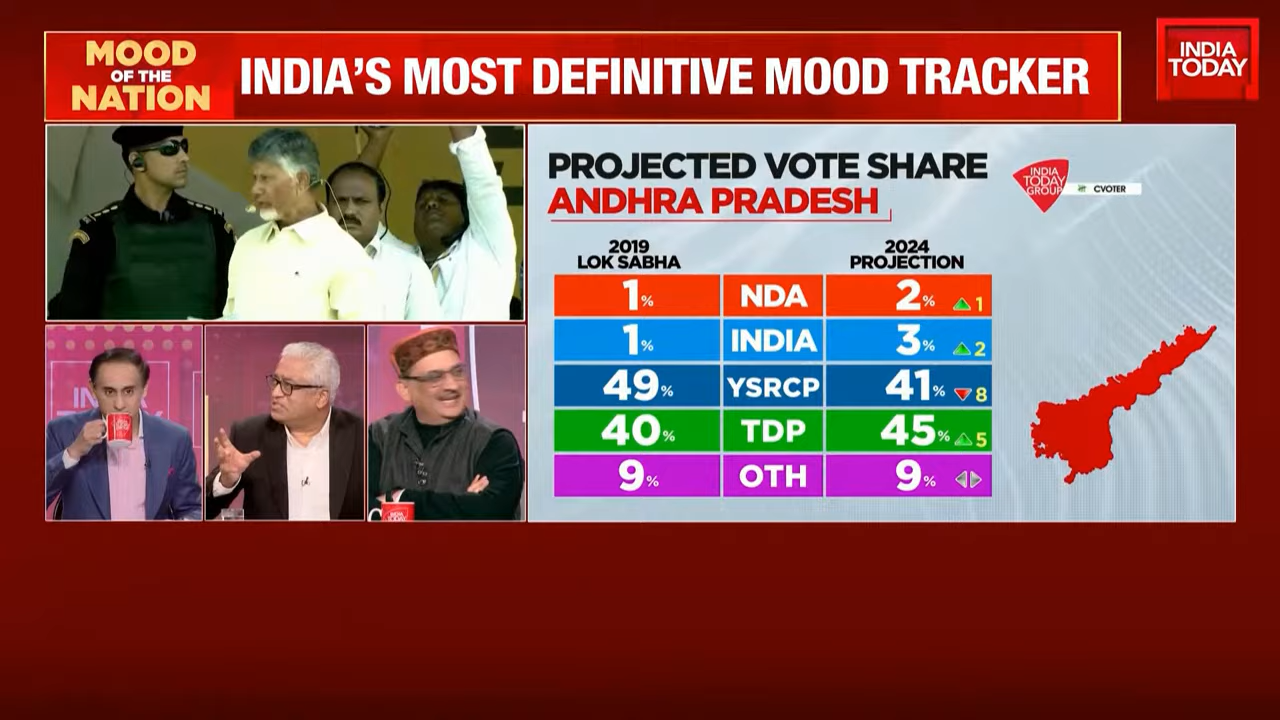 MOOD
OF THE
NATION
INDIA'S MOST DEFINITIVE MOOD TRACKER
INDIA
TODAY
PROJECTED VOTE SHARE
ANDHRA PRADESH
INDIA
TODAY
GROUP
CVOTER
2019
LOK SABHA
2024
PROJECTION
1% NDA 2% 1
1% INDIA 3% 2
49% YSRCP 41% 8
40% TDP 45% 5
9% OTH 9%